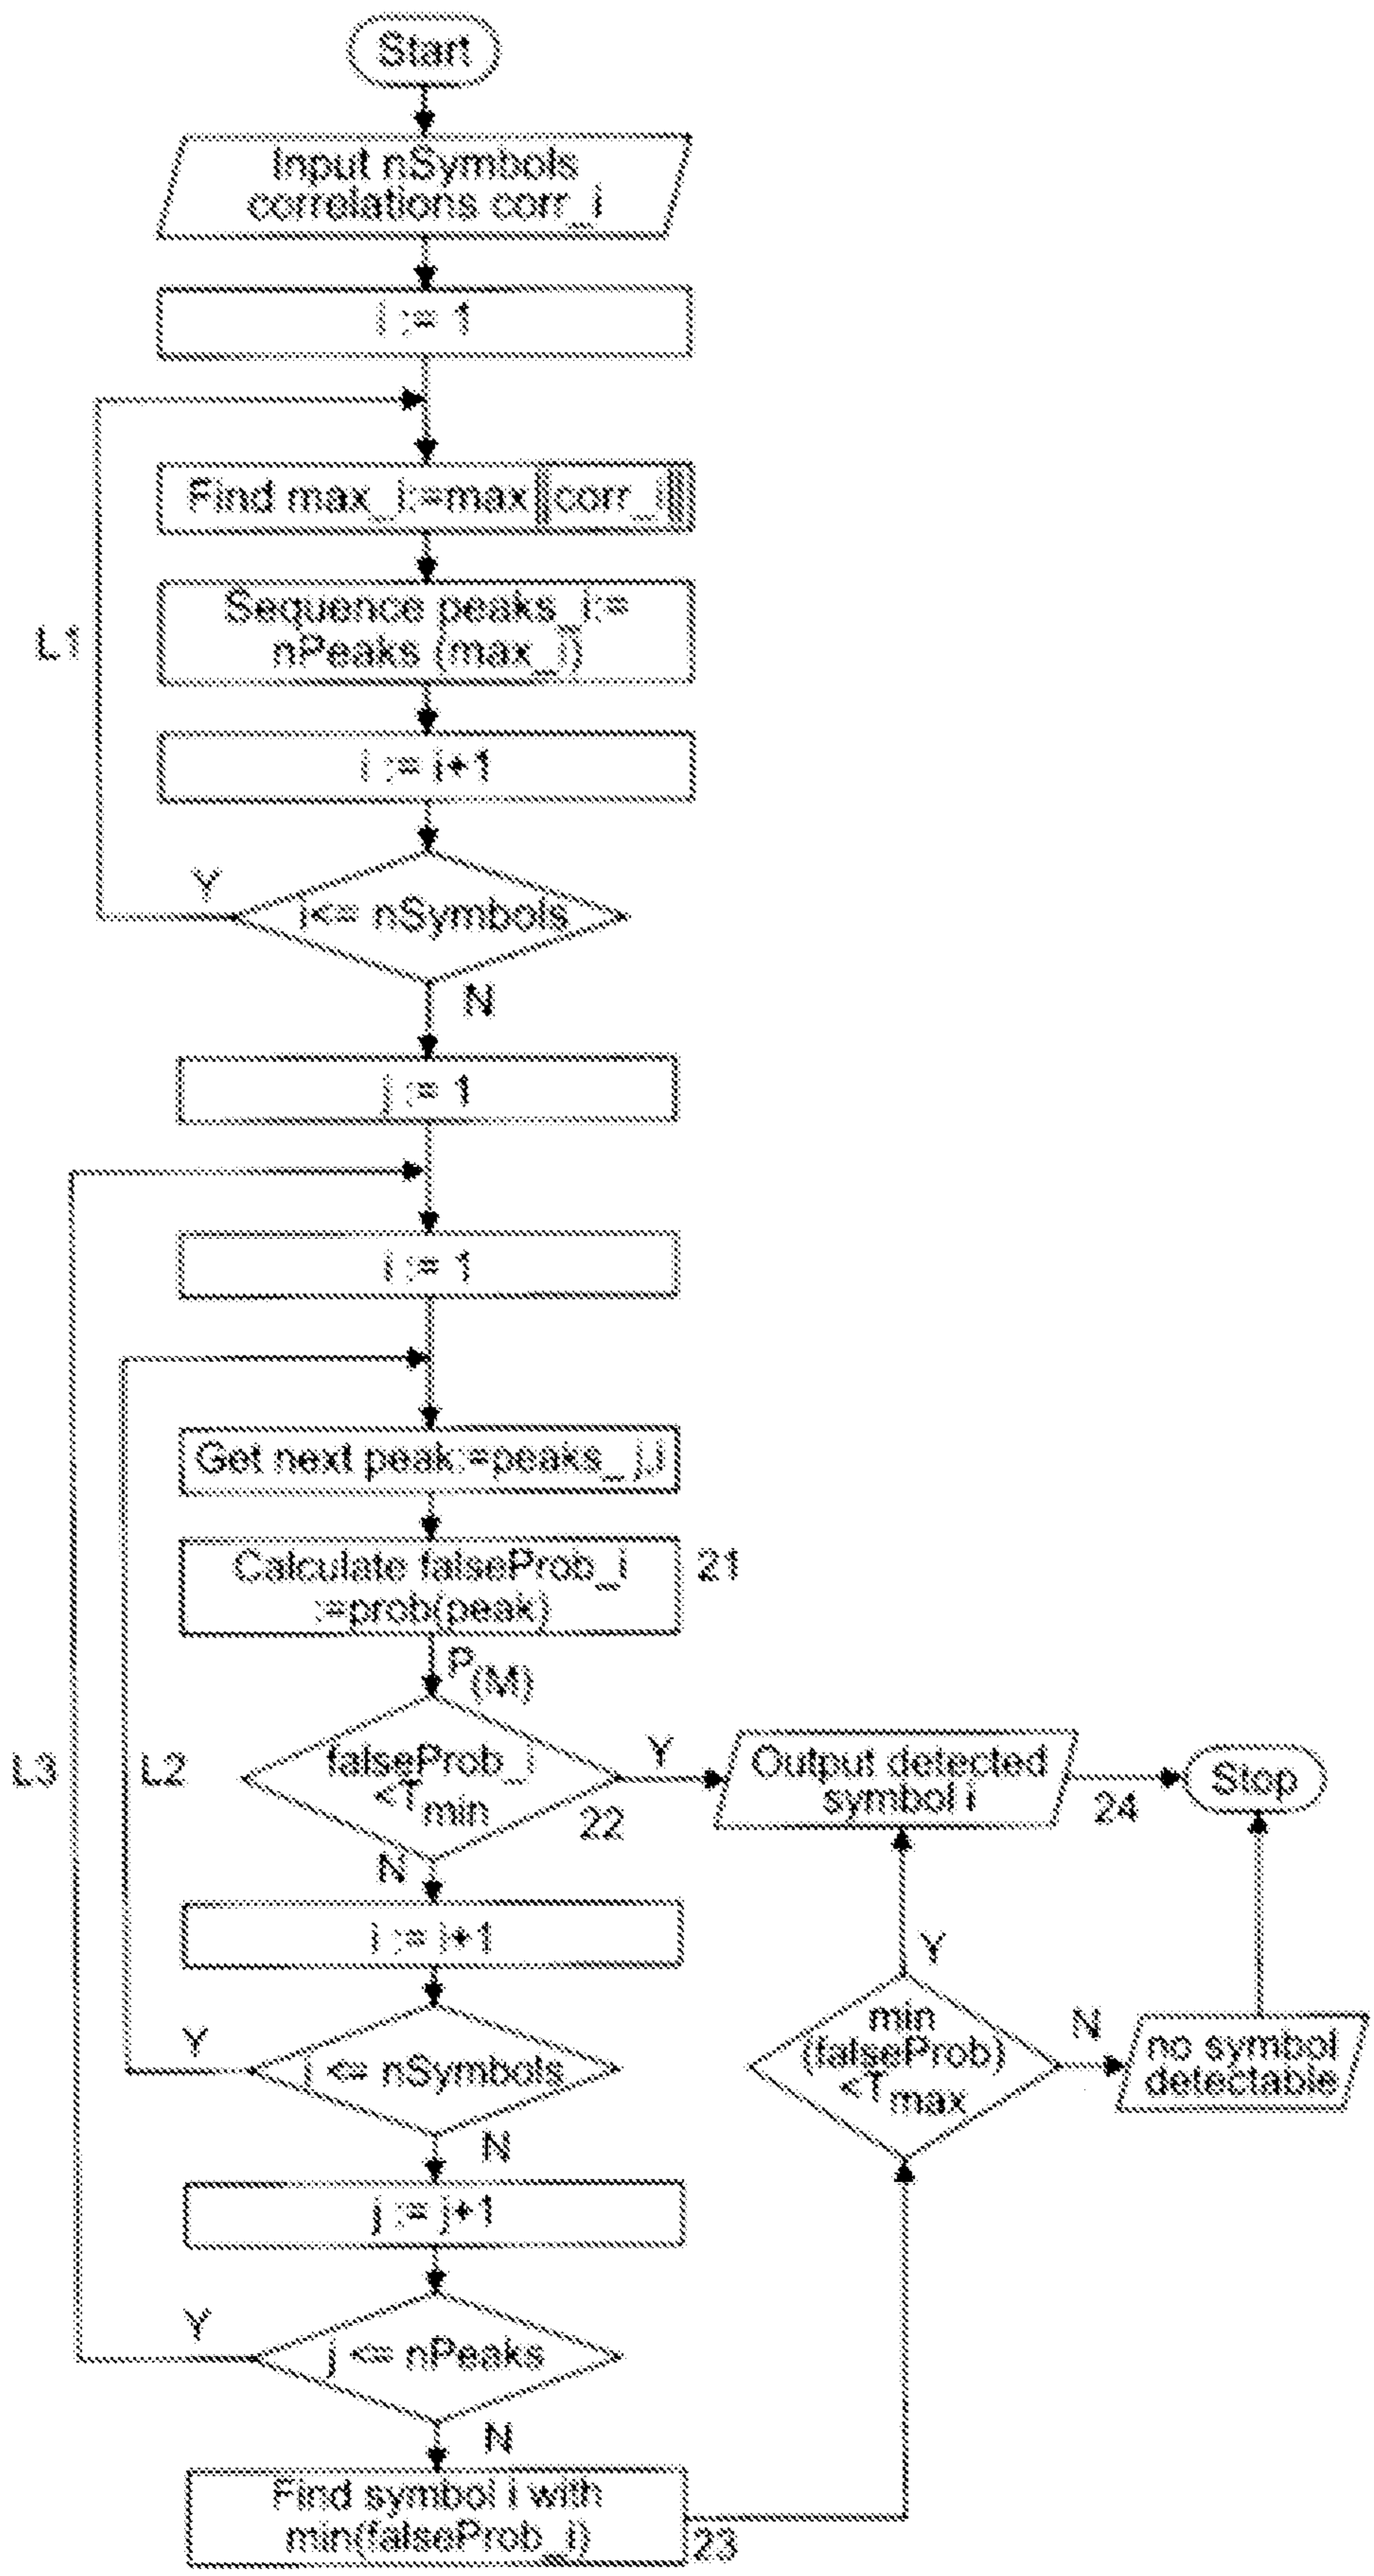 Start
Input nSymbols
correlations corr_i
i := 1
Find max_i:=max||corr_i||
Sequence peaks_i:=
nPeaks (max_i)
L1
i := i+1
Y
i<= nSymbols
N
j := 1
i := 1
Get next peak:=peaks_ j,i
Calculate falseProb_i
:=prob(peak)
21
P(M)
L3
L2
falseProb_i
<Tmin
Y
22
Output detected
symbol i
24
Stop
N
i := i+1
Y
i <= nSymbols
N
min
(falseProb)
<Tmax
Y
N
no symbol
detectable
j := j+1
Y
j <= nPeaks
N
Find symbol i with
min(falseProb_i)
23